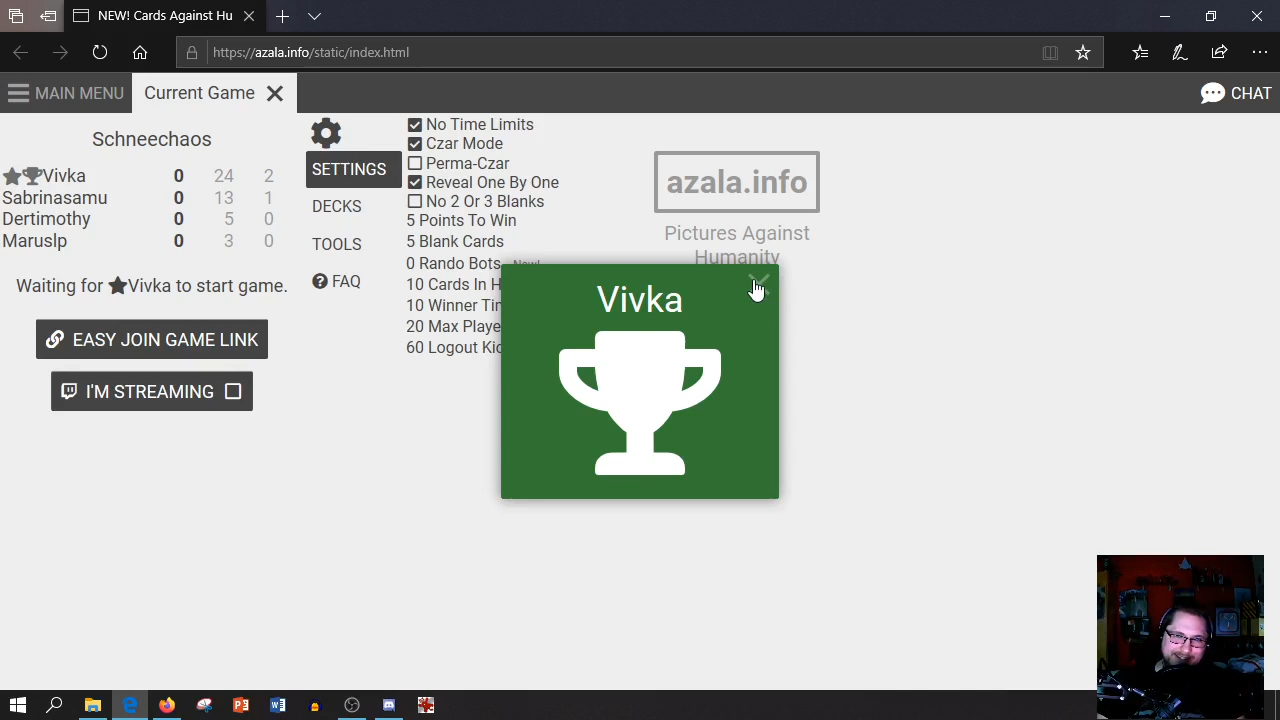 NEW! Cards Against Hu
https://azala.info/static/index.html
MAIN MENU
Current Game
CHAT
Schneechaos
Vivka 0 24 2
Sabrinasamu 0 13 1
Dertimothy 0 5 0
Maruslp 0 3 0
Waiting for Vivka to start game.
EASY JOIN GAME LINK
I'M STREAMING
SETTINGS
DECKS
TOOLS
FAQ
No Time Limits
Czar Mode
Perma-Czar
Reveal One By One
No 2 Or 3 Blanks
5 Points To Win
5 Blank Cards
0 Rando Bots New!
10 Cards In H
10 Winner Tin
20 Max Playe
60 Logout Kic
azala.info
Pictures Against
Humanity
Vivka